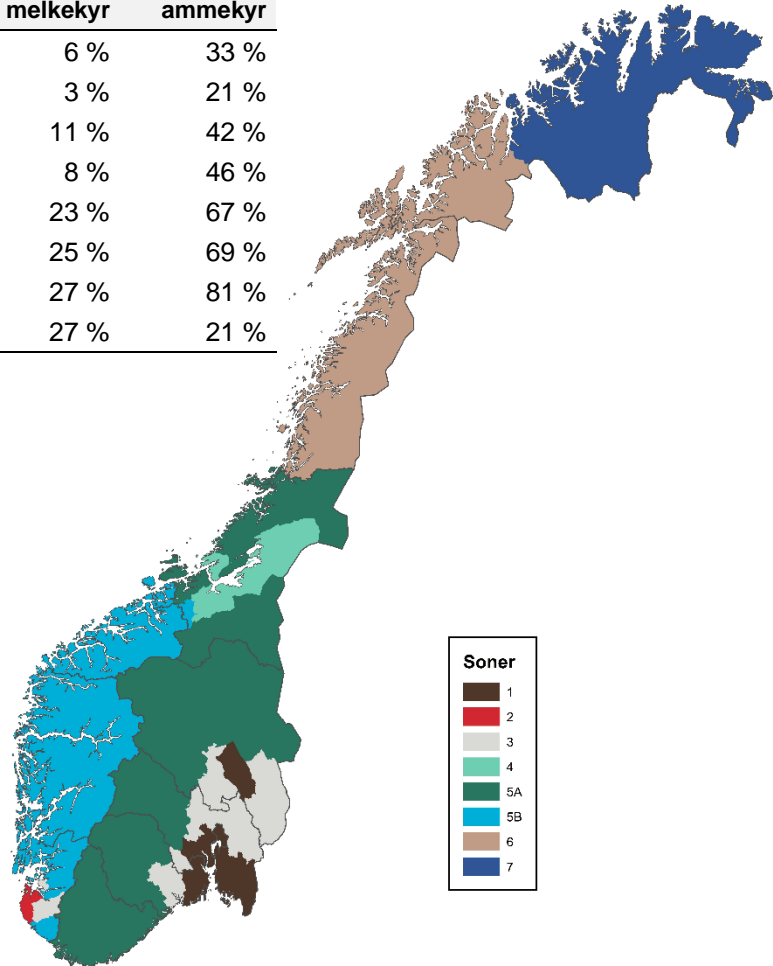 melkekyr ammekyr
6 % 33 %
3 % 21 %
11 % 42 %
8 % 46 %
23 % 67 %
25 % 69 %
27 % 81 %
27 % 21 %
Soner
1
2
3
4
5A
5B
6
7